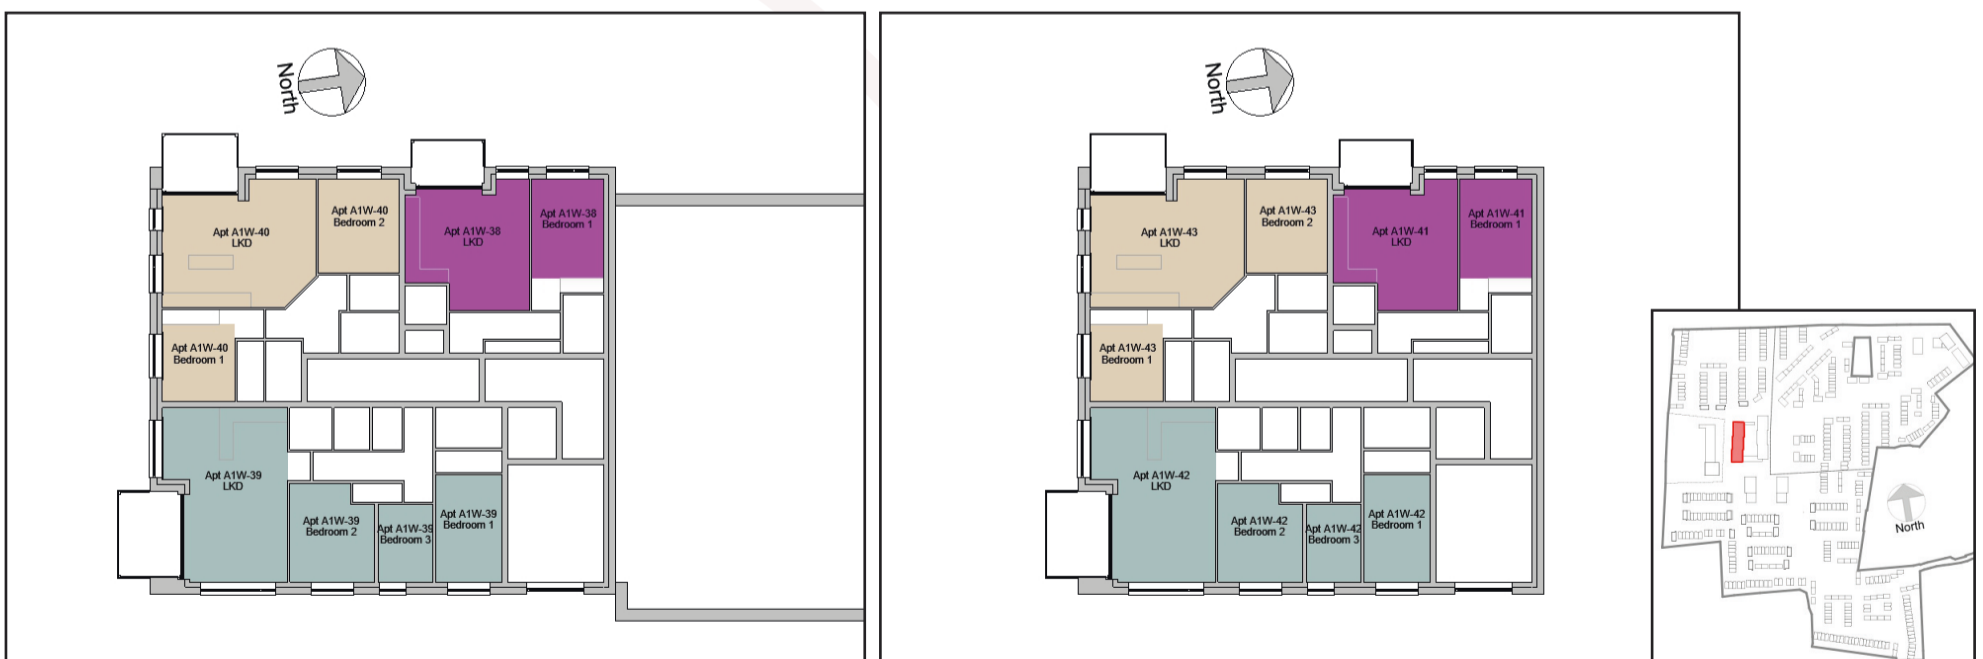 North
Apt A1W-40
LKD
Apt A1W-40
Bedroom 2
Apt A1W-38
LKD
Apt A1W-38
Bedroom 1
Apt A1W-40
Bedroom 1
Apt A1W-39
LKD
Apt A1W-39
Bedroom 2
Apt A1W-39
Bedroom 3
Apt A1W-39
Bedroom 1
North
Apt A1W-43
LKD
Apt A1W-43
Bedroom 2
Apt A1W-41
LKD
Apt A1W-41
Bedroom 1
Apt A1W-43
Bedroom 1
Apt A1W-42
LKD
Apt A1W-42
Bedroom 2
Apt A1W-42
Bedroom 3
Apt A1W-42
Bedroom 1
North